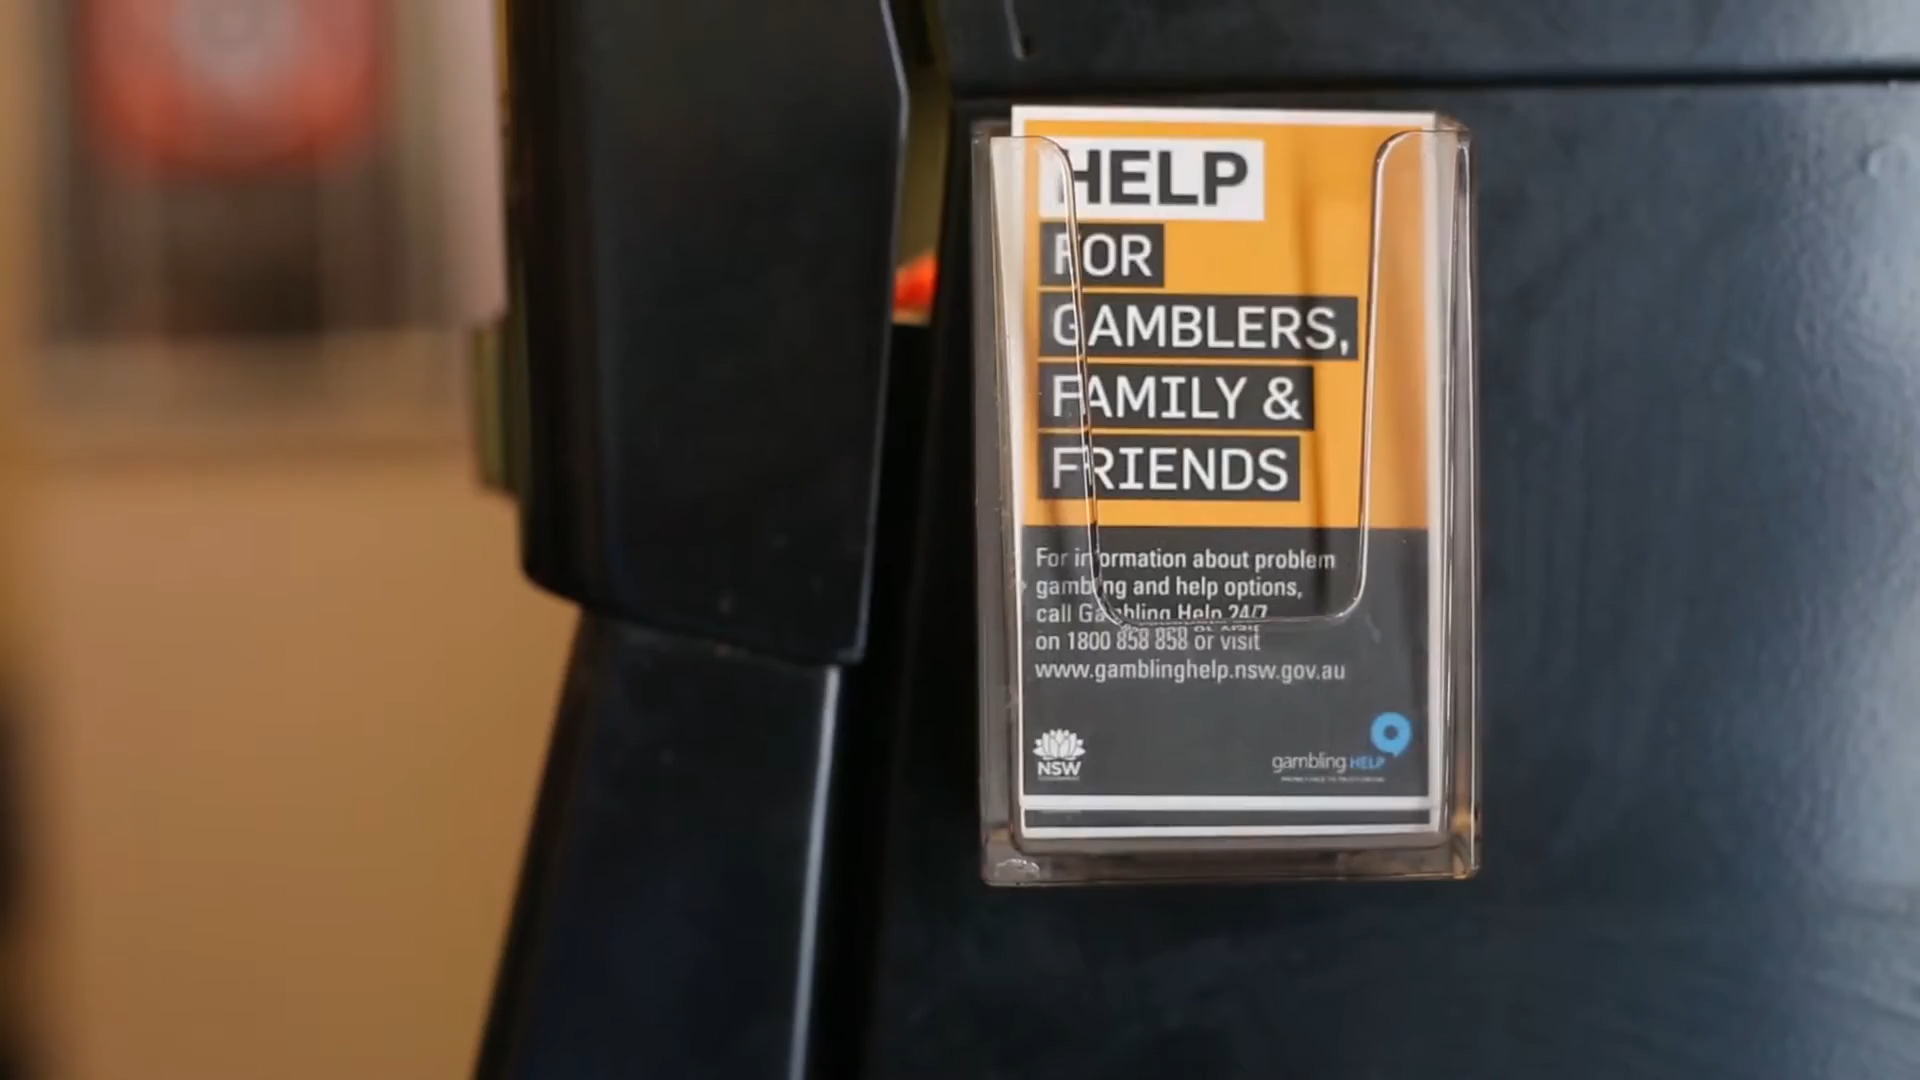 HELP
FOR
GAMBLERS,
FAMILY &
FRIENDS
For information about problem
gambling and help options,
call Gambling Help 24/7
on 1800 858 858 or visit
www.gamblinghelp.nsw.gov.au
NSW
gambling HELP